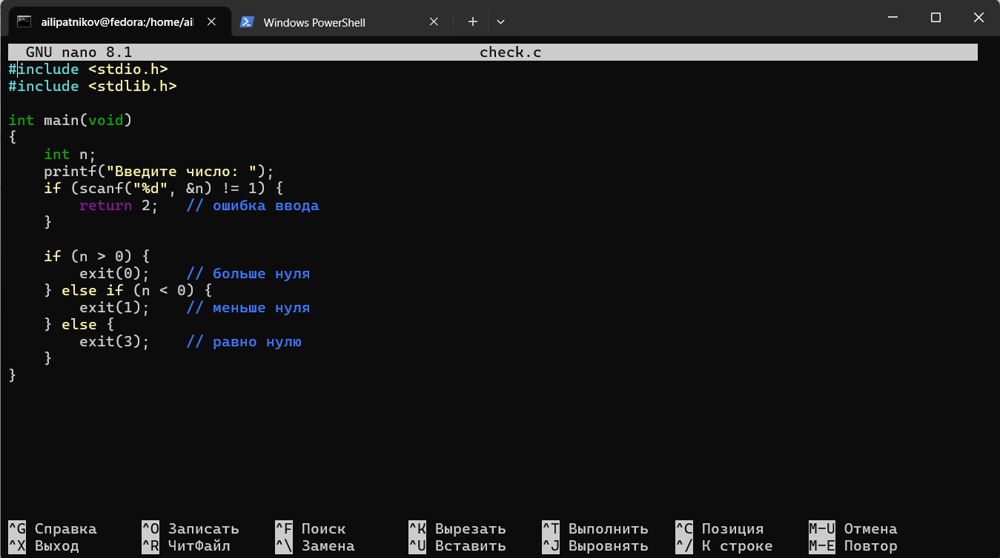 ailipatnikov@fedora:/home/ail Windows PowerShell
GNU nano 8.1 check.c
#include <stdio.h>
#include <stdlib.h>
int main(void)
{
    int n;
    printf("Введите число: ");
    if (scanf("%d", &n) != 1) {
        return 2;   // ошибка ввода
    }
    if (n > 0) {
        exit(0);    // больше нуля
    } else if (n < 0) {
        exit(1);    // меньше нуля
    } else {
        exit(3);    // равно нулю
    }
}
^G Справка ^O Записать ^F Поиск ^K Вырезать ^T Выполнить ^C Позиция M-U Отмена
^X Выход ^R ЧитФайл ^\ Замена ^U Вставить ^J Выровнять ^/ К строке M-E Повтор